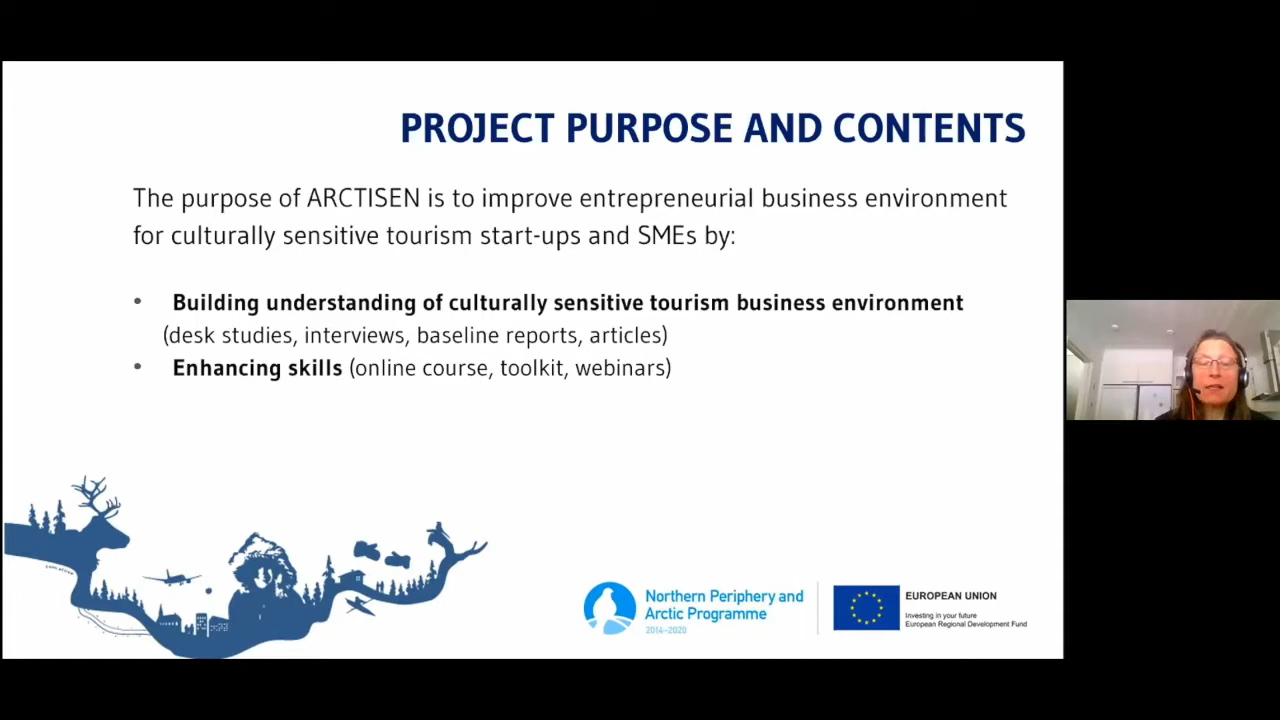 PROJECT PURPOSE AND CONTENTS
The purpose of ARCTISEN is to improve entrepreneurial business environment
for culturally sensitive tourism start-ups and SMEs by:
• Building understanding of culturally sensitive tourism business environment
(desk studies, interviews, baseline reports, articles)
• Enhancing skills (online course, toolkit, webinars)
Northern Periphery and
Arctic Programme
2014–2020
EUROPEAN UNION
Investing in your future
European Regional Development Fund